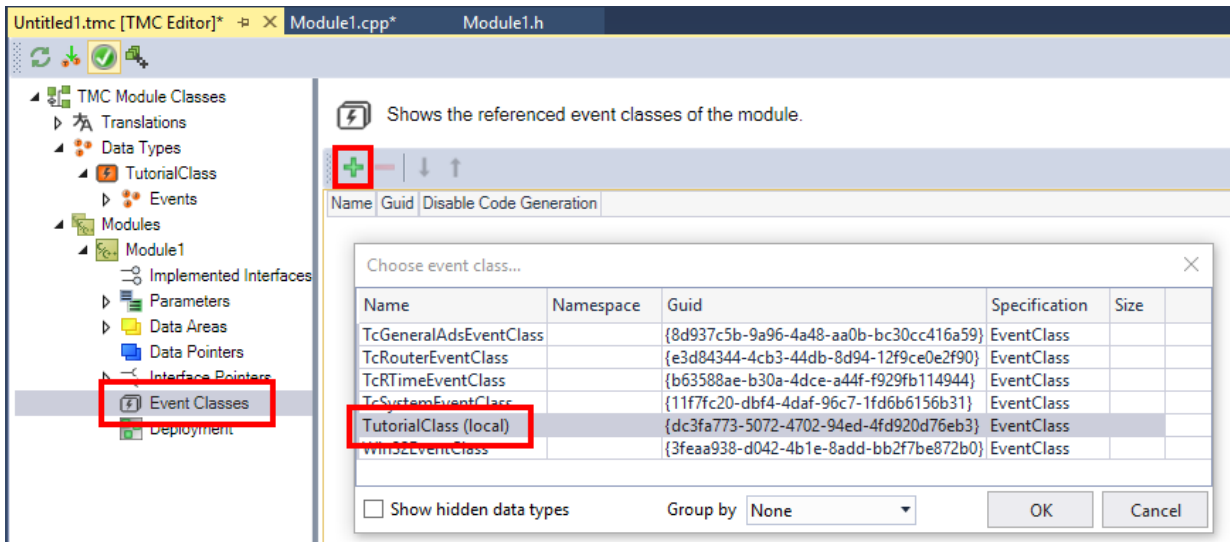 Untitled1.tmc [TMC Editor]* Module1.cpp* Module1.h
TMC Module Classes
Translations
Data Types
TutorialClass
Events
Modules
Module1
Implemented Interfaces
Parameters
Data Areas
Data Pointers
Interface Pointers
Event Classes
Deployment
Shows the referenced event classes of the module.
Name Guid Disable Code Generation
Choose event class...
Name Namespace Guid Specification Size
TcGeneralAdsEventClass {8d937c5b-9a96-4a48-aa0b-bc30cc416a59} EventClass
TcRouterEventClass {e3d84344-4cb3-44db-8d94-12f9ce0e2f90} EventClass
TcRTimeEventClass {b63588ae-b30a-4dce-a44f-f929fb114944} EventClass
TcSystemEventClass {11f7fc20-dbf4-4daf-96c7-1fd6b6156b31} EventClass
TutorialClass (local) {dc3fa773-5072-4702-94ed-4fd920d76eb3} EventClass
Win32EventClass {3feaa938-d042-4b1e-8add-bb2f7be872b0} EventClass
Show hidden data types Group by None OK Cancel